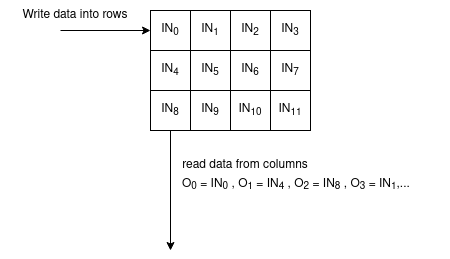 Write data into rows
IN₀ IN₁ IN₂ IN₃
IN₄ IN₅ IN₆ IN₇
IN₈ IN₉ IN₁₀ IN₁₁
read data from columns
O₀ = IN₀ , O₁ = IN₄ , O₂ = IN₈ , O₃ = IN₁,...